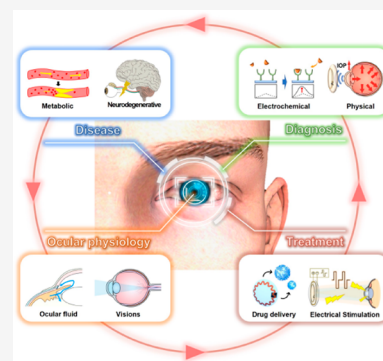 IOP
Metabolic
Neurodegenerative
Electrochemical
Physical
Disease
Diagnosis
Ocular physiology
Treatment
Ocular fluid
Visions
Drug delivery
Electrical Stimulation